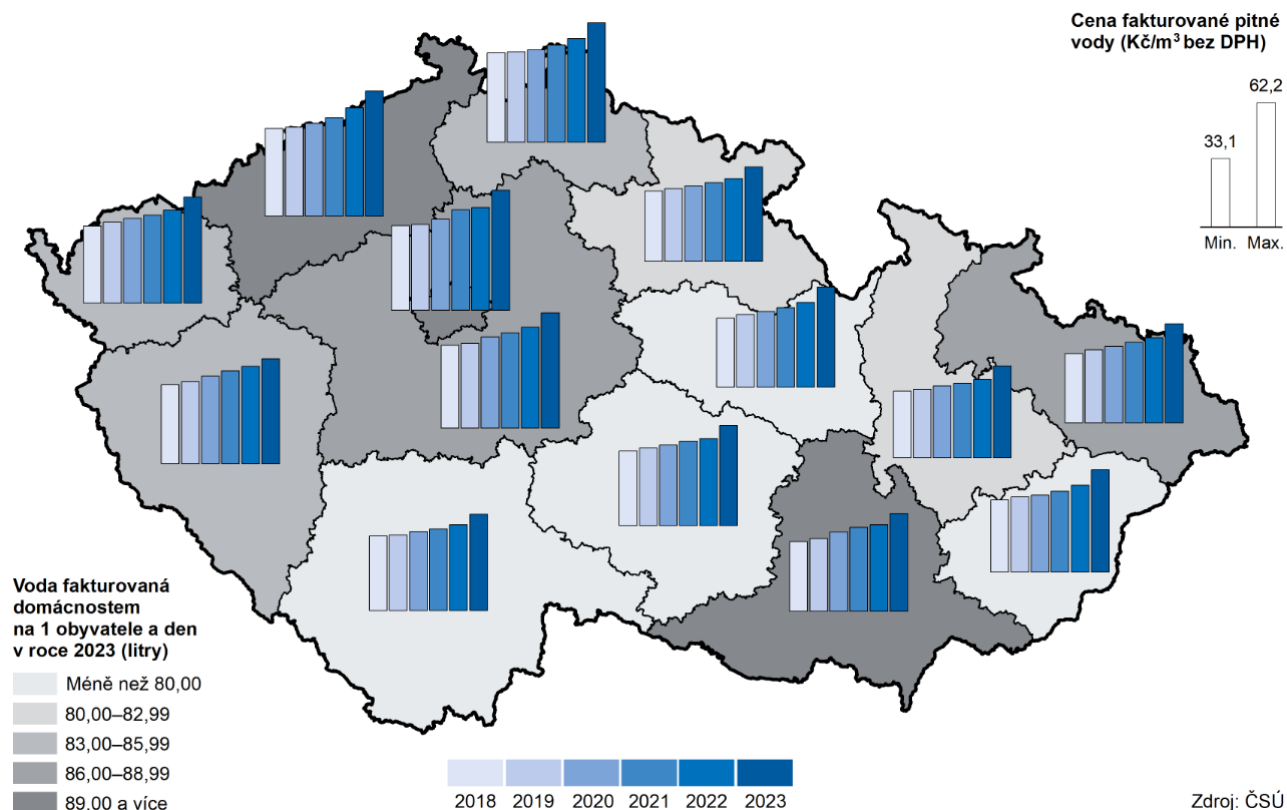 Cena fakturované pitné
vody (Kč/m³ bez DPH)
62,2
33,1
Min. Max.
Voda fakturovaná
domácnostem
na 1 obyvatele a den
v roce 2023 (litry)
Méně než 80,00
80,00–82,99
83,00–85,99
86,00–88,99
89,00 a více
2018 2019 2020 2021 2022 2023
Zdroj: ČSÚ